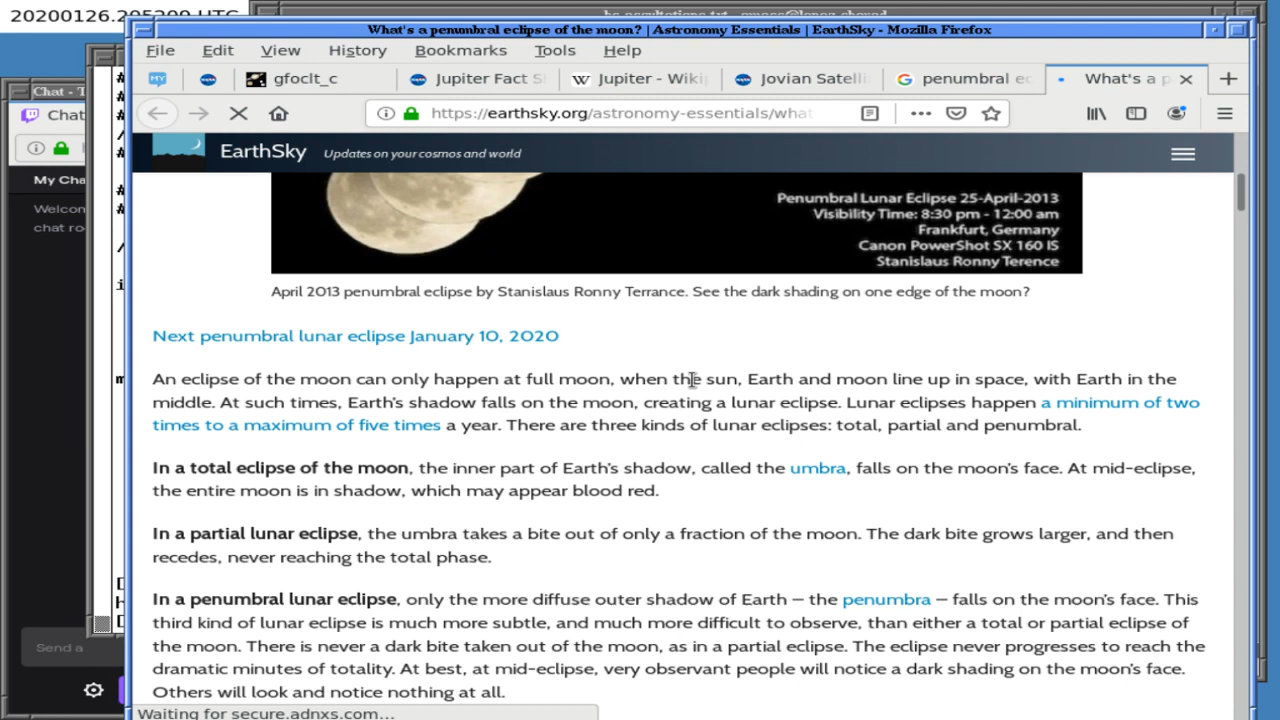 20200126.205209 UTC
What's a penumbral eclipse of the moon? | Astronomy Essentials | EarthSky - Mozilla Firefox
File Edit View History Bookmarks Tools Help
Chat - T
MY gfoclt_c Jupiter Fact S W Jupiter - Wiki Jovian Satelli G penumbral ec What's a p
Chat
https://earthsky.org/astronomy-essentials/what
EarthSky Updates on your cosmos and world
My Cha
Welcon
chat ro
Penumbral Lunar Eclipse 25-April-2013
Visibility Time: 8:30 pm - 12:00 am
Frankfurt, Germany
Canon PowerShot SX 160 IS
Stanislaus Ronny Terence
April 2013 penumbral eclipse by Stanislaus Ronny Terrance. See the dark shading on one edge of the moon?
Next penumbral lunar eclipse January 10, 2020
An eclipse of the moon can only happen at full moon, when the sun, Earth and moon line up in space, with Earth in the
middle. At such times, Earth's shadow falls on the moon, creating a lunar eclipse. Lunar eclipses happen a minimum of two
times to a maximum of five times a year. There are three kinds of lunar eclipses: total, partial and penumbral.
In a total eclipse of the moon, the inner part of Earth's shadow, called the umbra, falls on the moon's face. At mid-eclipse,
the entire moon is in shadow, which may appear blood red.
In a partial lunar eclipse, the umbra takes a bite out of only a fraction of the moon. The dark bite grows larger, and then
recedes, never reaching the total phase.
In a penumbral lunar eclipse, only the more diffuse outer shadow of Earth – the penumbra – falls on the moon's face. This
third kind of lunar eclipse is much more subtle, and much more difficult to observe, than either a total or partial eclipse of
the moon. There is never a dark bite taken out of the moon, as in a partial eclipse. The eclipse never progresses to reach the
dramatic minutes of totality. At best, at mid-eclipse, very observant people will notice a dark shading on the moon's face.
Others will look and notice nothing at all.
Send a
Waiting for secure.adnxs.com...